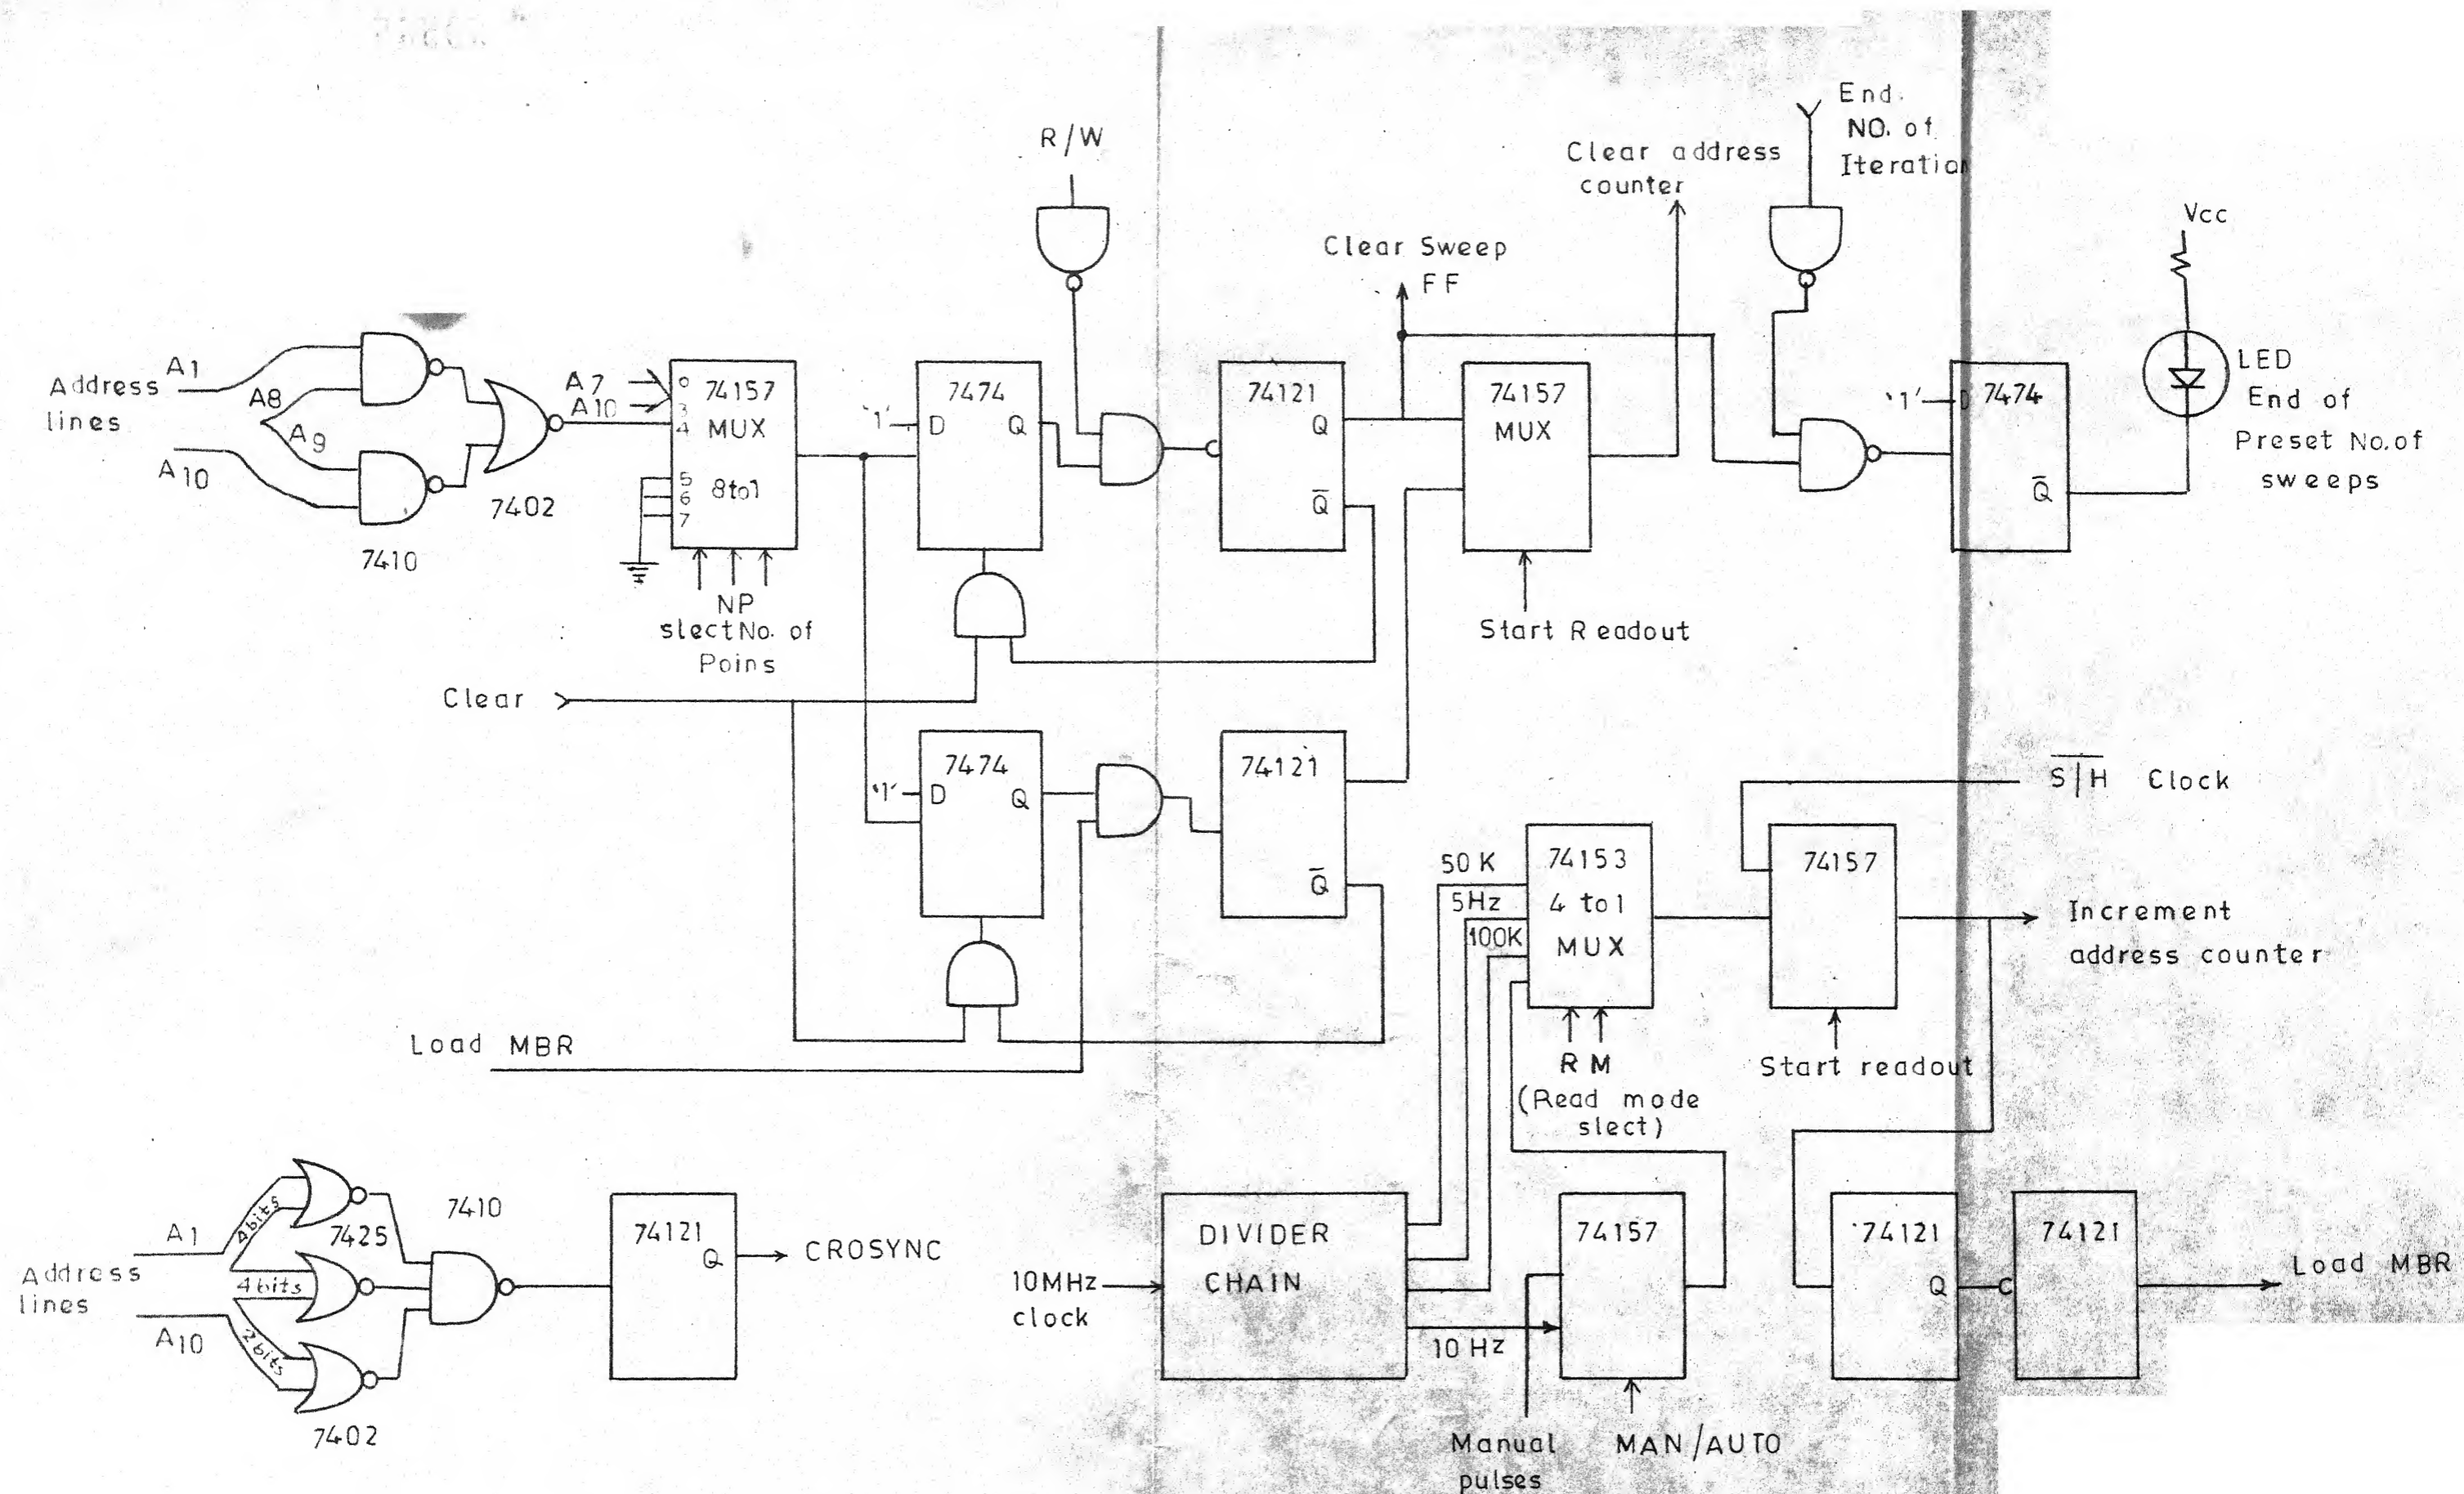 R/W
End.
NO. of
Iteration
Clear address
counter
Clear Sweep
FF
Vcc
Address
lines
A1
A8
A9
A10
7410
7402
A7
A10
0
3
4
5
6
7
74157
MUX
8to1
NP
slect No. of
Poins
'1'
D
7474
Q
74121
Q
Q̅
74157
MUX
Start Readout
'1'
D
7474
Q̅
LED
End of
Preset No.of
sweeps
Clear
'1'
D
7474
Q
74121
Q̅
Load MBR
S/H Clock
50 K
5Hz
100K
74153
4 to1
MUX
R M
(Read mode
slect)
74157
Start readout
Increment
address counter
Address
lines
A1
A10
4bits
4bits
2bits
7425
7410
7402
74121
Q
CROSYNC
10MHz
clock
DIVIDER
CHAIN
10 Hz
74157
Manual
pulses
MAN/AUTO
74121
Q
74121
Load MBR